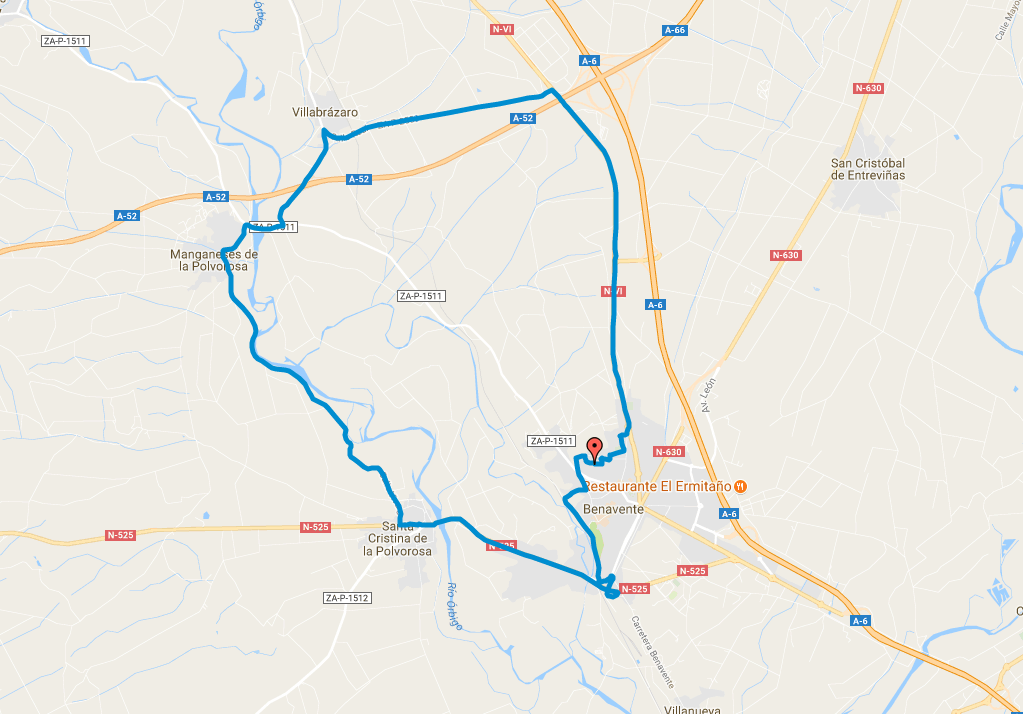 Calle Mayor
Órbigo
ZA-P-1511
N-VI
A-66
A-6
N-630
Villabrázaro
A-52
San Cristóbal
de Entreviñas
A-52
A-52
A-52
ZA-P-1511
Manganeses de
la Polvorosa
N-630
ZA-P-1511
N-VI
A-6
Av. León
ZA-P-1511
N-630
Restaurante El Ermitaño
Benavente
A-6
N-525
N-525
Santa
Cristina de
la Polvorosa
N-525
N-525
N-525
ZA-P-1512
Río Órbigo
A-6
Carretera Benavente
Villanueva